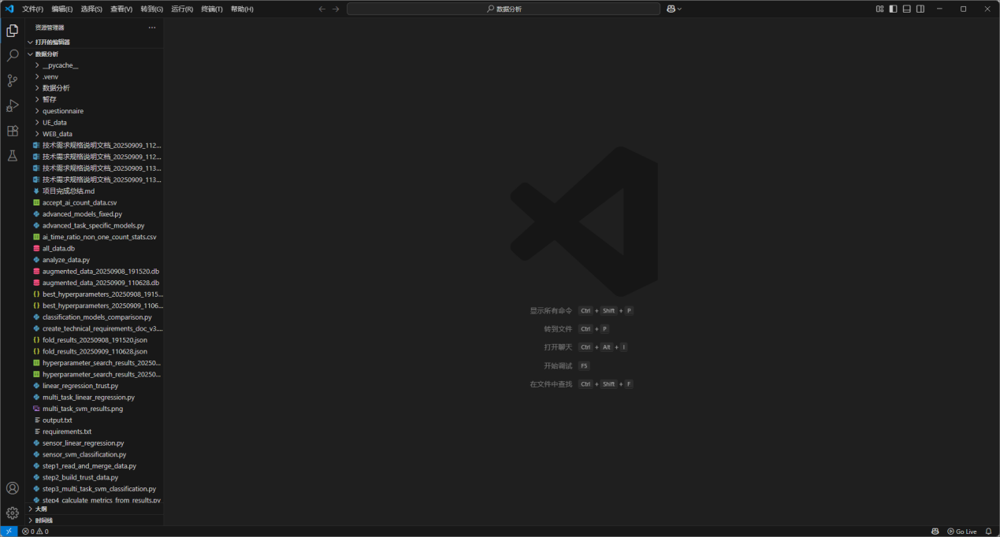 文件(F) 编辑(E) 选择(S) 查看(V) 转到(G) 运行(R) 终端(T) 帮助(H) 数据分析
资源管理器
打开的编辑器
数据分析
__pycache__
.venv
数据分析
暂存
questionnaire
UE_data
WEB_data
技术需求规格说明文档_20250909_112...
技术需求规格说明文档_20250909_112...
技术需求规格说明文档_20250909_113...
技术需求规格说明文档_20250909_113...
项目完成总结.md
accept_ai_count_data.csv
advanced_models_fixed.py
advanced_task_specific_models.py
ai_time_ratio_non_one_count_stats.csv
all_data.db
analyze_data.py
augmented_data_20250908_191520.db
augmented_data_20250909_110628.db
best_hyperparameters_20250908_1915...
best_hyperparameters_20250909_1106...
classification_models_comparison.py
create_technical_requirements_doc_v3....
fold_results_20250908_191520.json
fold_results_20250909_110628.json
hyperparameter_search_results_20250...
hyperparameter_search_results_20250...
linear_regression_trust.py
multi_task_linear_regression.py
multi_task_svm_results.png
output.txt
requirements.txt
sensor_linear_regression.py
sensor_svm_classification.py
step1_read_and_merge_data.py
step2_build_trust_data.py
step3_multi_task_svm_classification.py
step4_calculate_metrics_from_results.py
大纲
时间线
显示所有命令 Ctrl + Shift + P
转到文件 Ctrl + P
打开聊天 Ctrl + Alt + I
开始调试 F5
在文件中查找 Ctrl + Shift + F
0 0 Go Live